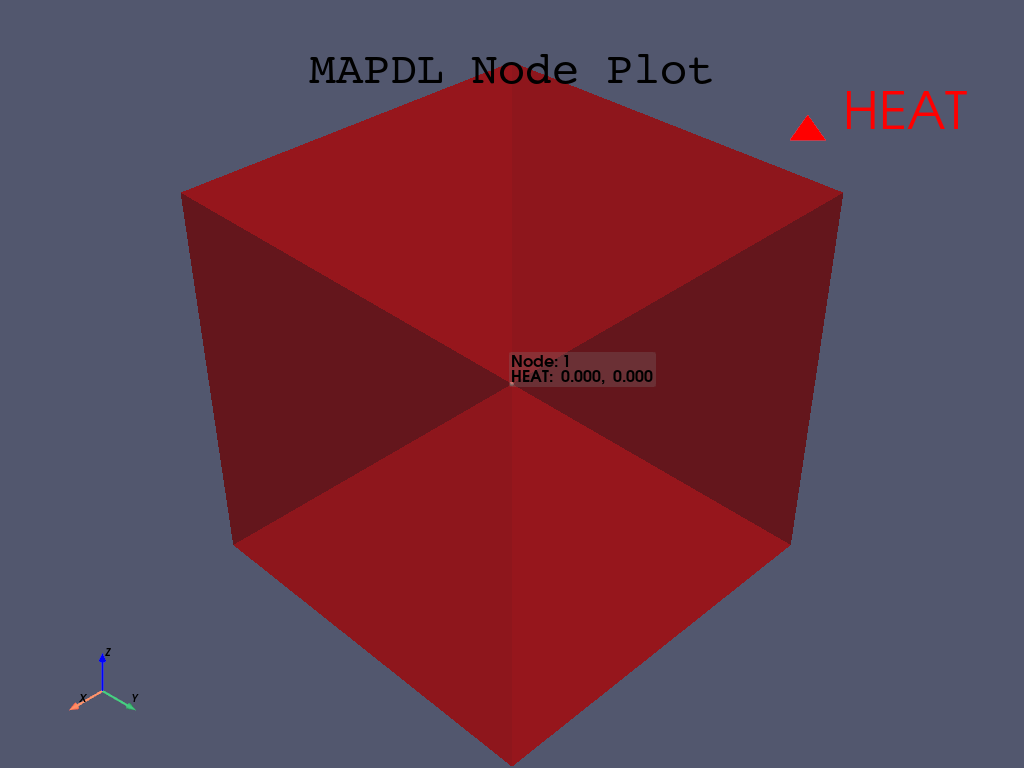 MAPDL Node Plot
HEAT
Node: 1
HEAT: 0.000, 0.000
Z
X
Y